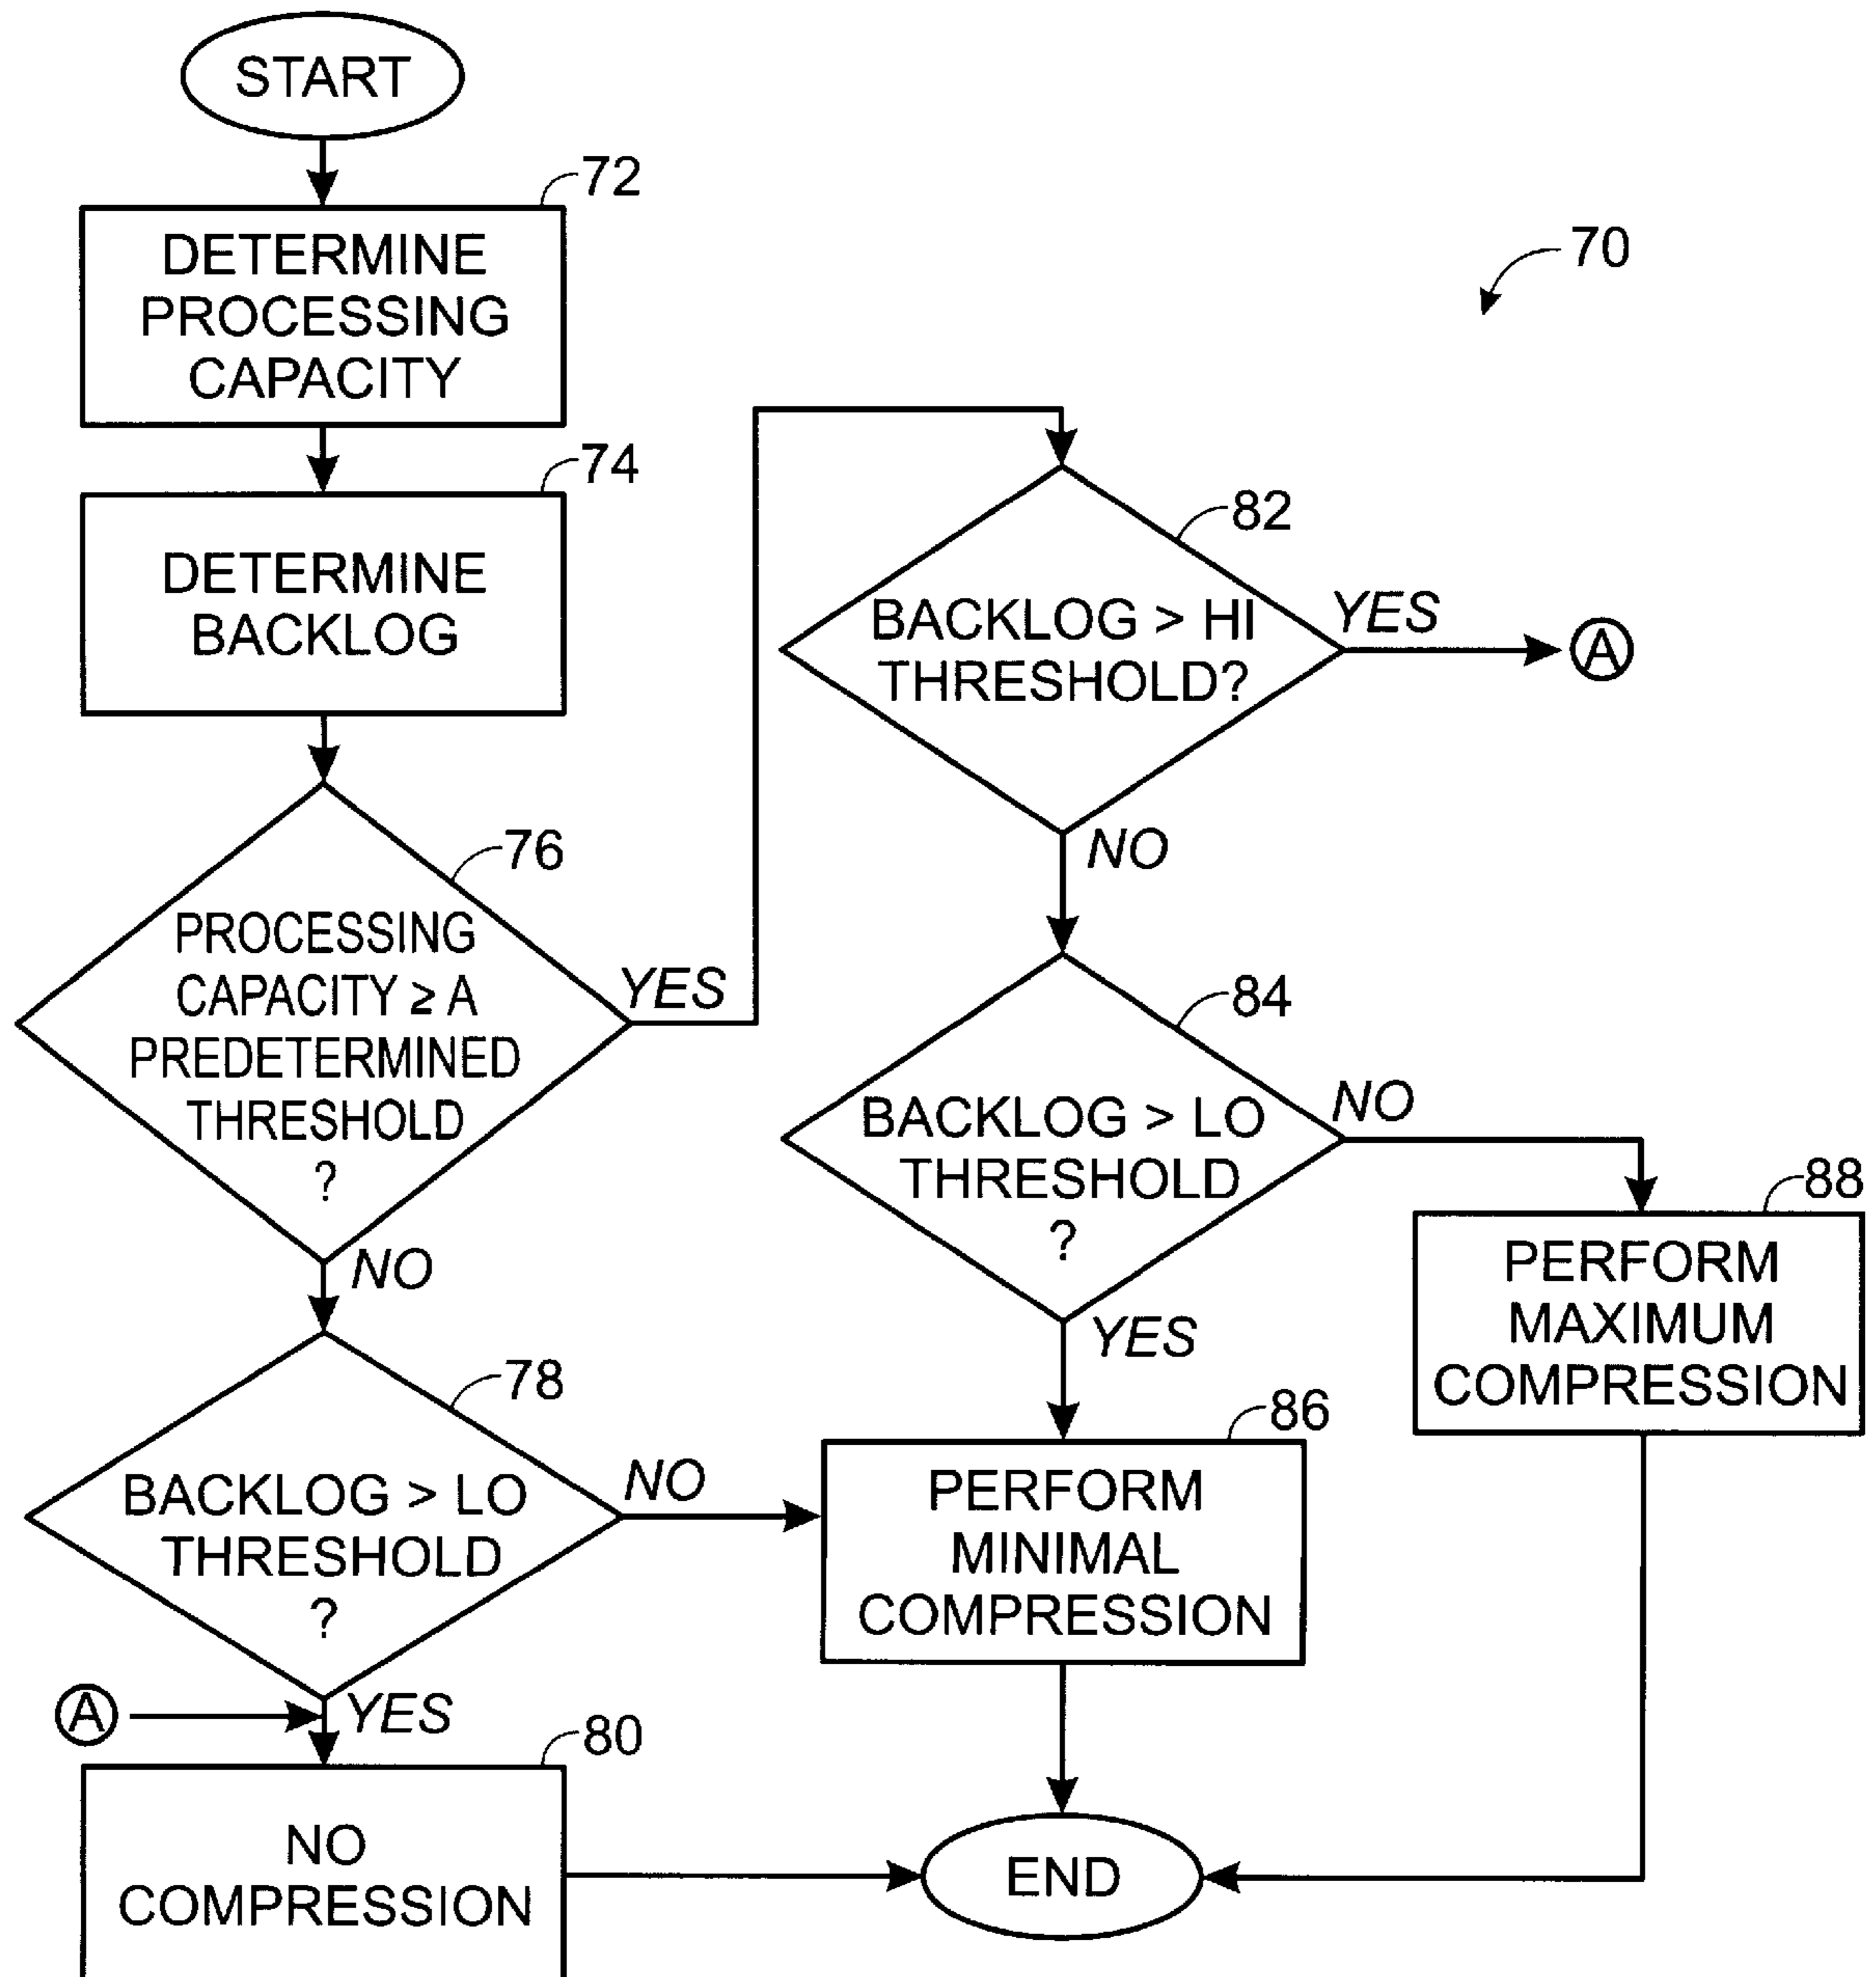 START
72
DETERMINE
PROCESSING
CAPACITY
70
74
DETERMINE
BACKLOG
82
BACKLOG > HI
THRESHOLD?
YES
A
NO
76
PROCESSING
CAPACITY ≥ A
PREDETERMINED
THRESHOLD
?
YES
NO
84
BACKLOG > LO
THRESHOLD
?
NO
YES
88
PERFORM
MAXIMUM
COMPRESSION
78
BACKLOG > LO
THRESHOLD
?
NO
YES
86
PERFORM
MINIMAL
COMPRESSION
A
80
NO
COMPRESSION
END